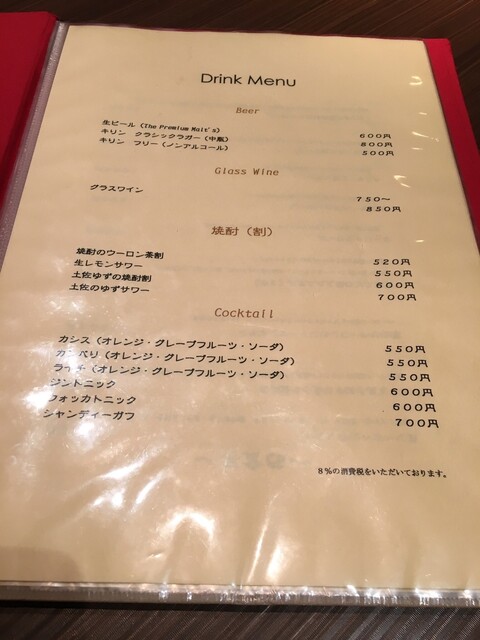 Drink Menu
Beer
生ビール（The Premium Malt's） 600円
キリン クラシックラガー（中瓶） 800円
キリン フリー（ノンアルコール） 500円
Glass Wine
グラスワイン 750～
850円
焼酎（割）
焼酎のウーロン茶割 520円
生レモンサワー 550円
土佐ゆずの焼酎割 600円
土佐のゆずサワー 700円
Cocktail
カシス（オレンジ・グレープフルーツ・ソーダ） 550円
カンペリ（オレンジ・グレープフルーツ・ソーダ） 550円
ライチ（オレンジ・グレープフルーツ・ソーダ） 550円
ジントニック 600円
ウォッカトニック 600円
シャンディーガフ 700円
8％の消費税をいただいております。